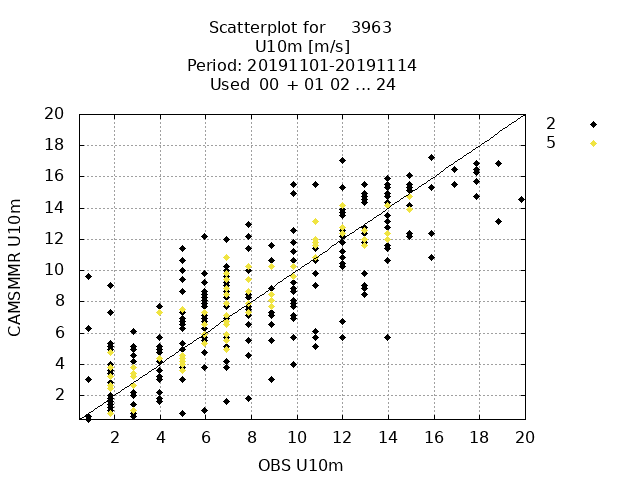 Scatterplot for 3963
U10m [m/s]
Period: 20191101-20191114
Used 00 + 01 02 ... 24
20
18
16
14
12
10
8
6
4
2
CAMSMMR U10m
2 4 6 8 10 12 14 16 18 20
OBS U10m
2
5